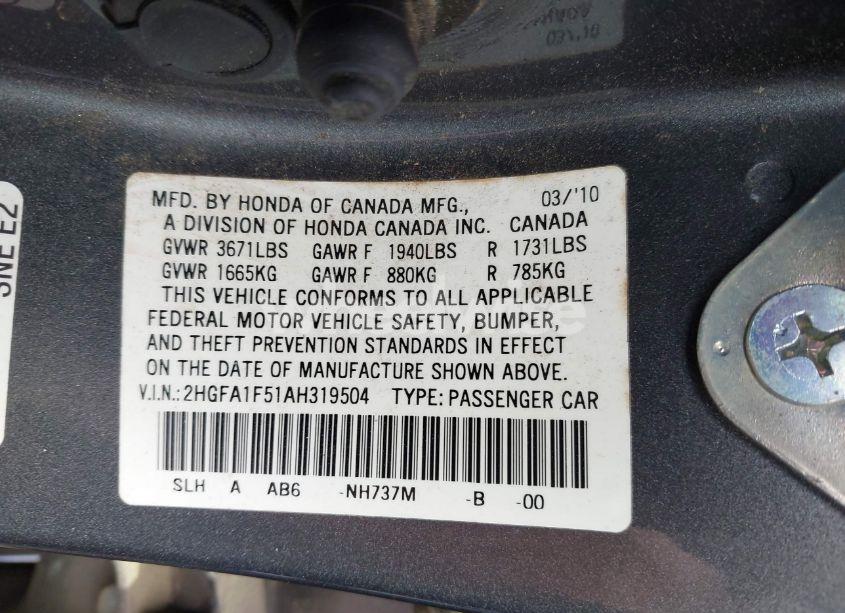 MFD. BY HONDA OF CANADA MFG., 03/'10
A DIVISION OF HONDA CANADA INC. CANADA
GVWR 3671LBS GAWR F 1940LBS R 1731LBS
GVWR 1665KG GAWR F 880KG R 785KG
THIS VEHICLE CONFORMS TO ALL APPLICABLE
FEDERAL MOTOR VEHICLE SAFETY, BUMPER,
AND THEFT PREVENTION STANDARDS IN EFFECT
ON THE DATE OF MANUFACTURE SHOWN ABOVE.
V.I.N.: 2HGFA1F51AH319504 TYPE: PASSENGER CAR
SLH A AB6 -NH737M -B -00
SNE E2